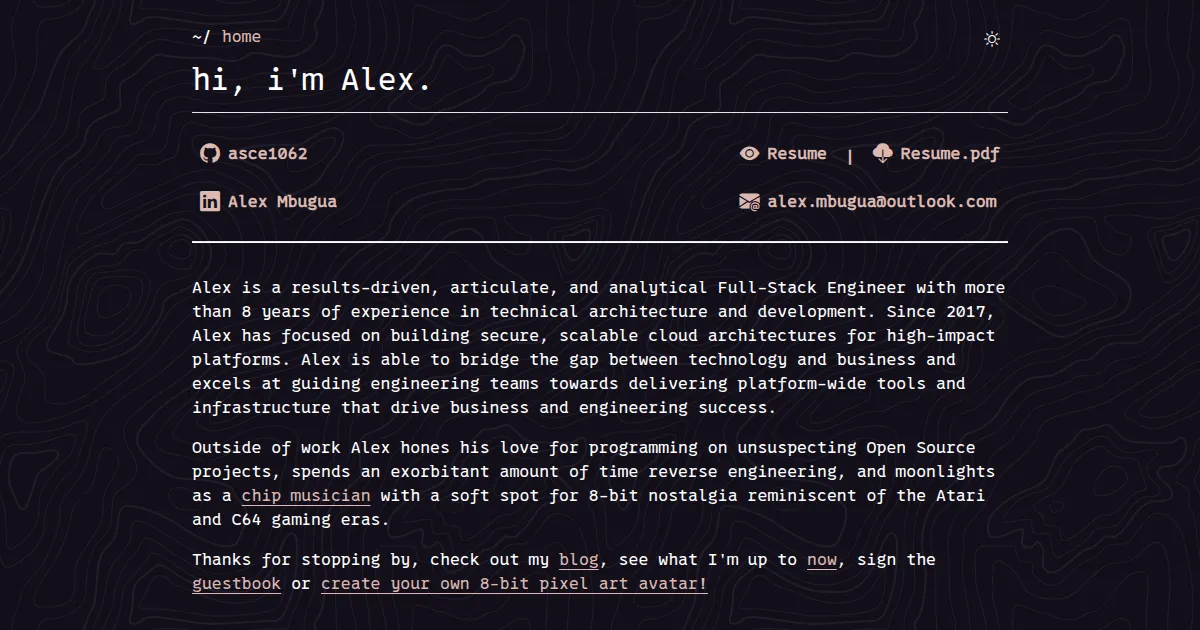 ~/ home
hi, i'm Alex.
asce1062
Resume | Resume.pdf
Alex Mbugua
alex.mbugua@outlook.com
Alex is a results-driven, articulate, and analytical Full-Stack Engineer with more
than 8 years of experience in technical architecture and development. Since 2017,
Alex has focused on building secure, scalable cloud architectures for high-impact
platforms. Alex is able to bridge the gap between technology and business and
excels at guiding engineering teams towards delivering platform-wide tools and
infrastructure that drive business and engineering success.
Outside of work Alex hones his love for programming on unsuspecting Open Source
projects, spends an exorbitant amount of time reverse engineering, and moonlights
as a chip musician with a soft spot for 8-bit nostalgia reminiscent of the Atari
and C64 gaming eras.
Thanks for stopping by, check out my blog, see what I'm up to now, sign the
guestbook or create your own 8-bit pixel art avatar!